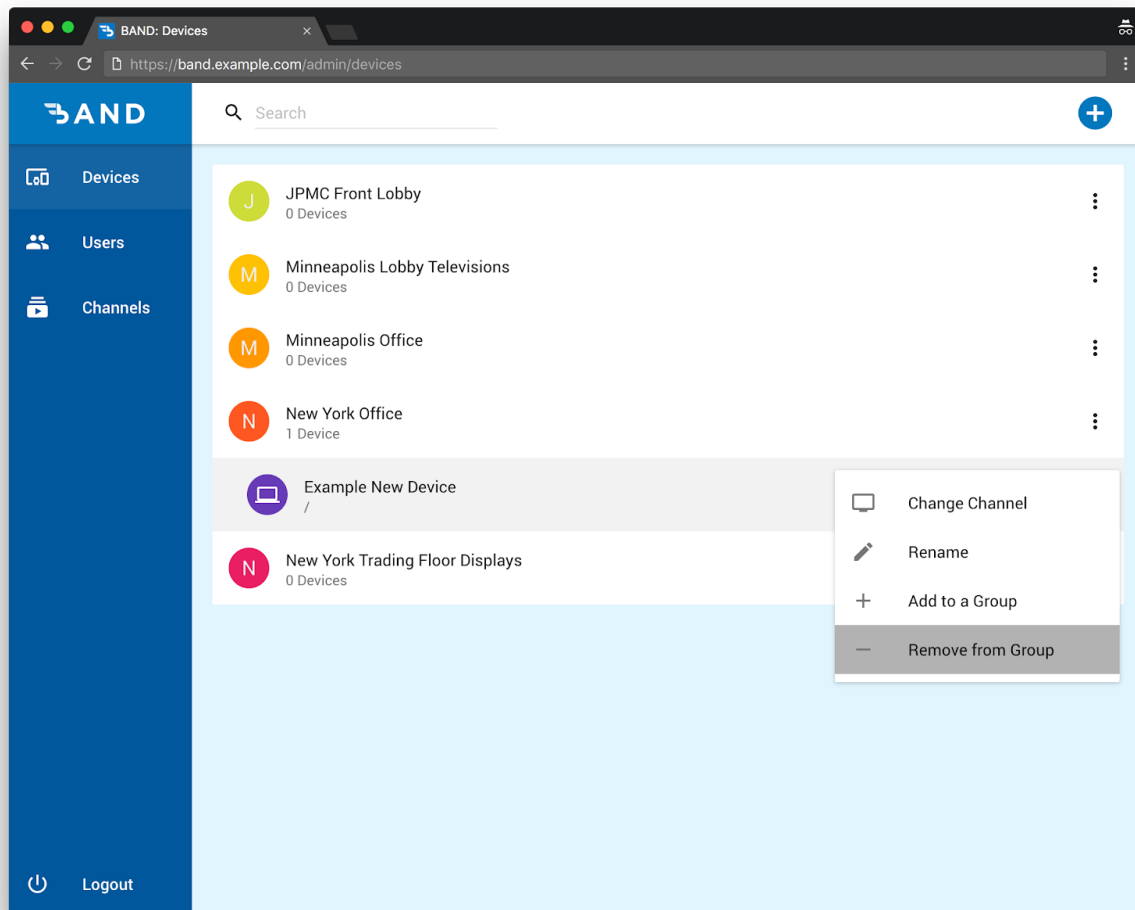 BAND: Devices
https://band.example.com/admin/devices
BAND
Search
Devices
Users
Channels
J
JPMC Front Lobby
0 Devices
M
Minneapolis Lobby Televisions
0 Devices
M
Minneapolis Office
0 Devices
N
New York Office
1 Device
Example New Device
/
N
New York Trading Floor Displays
0 Devices
Change Channel
Rename
Add to a Group
Remove from Group
Logout